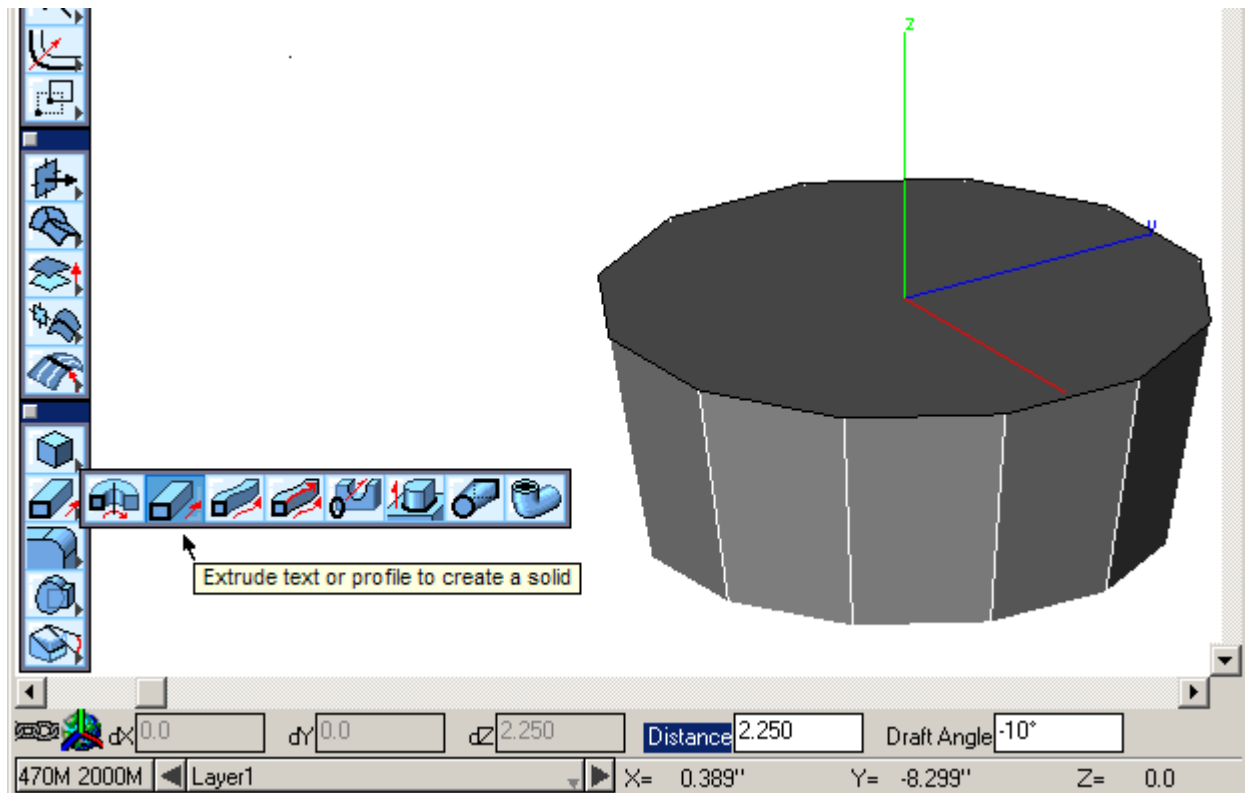 z
y
Extrude text or profile to create a solid
dX 0.0 dY 0.0 dZ 2.250 Distance 2.250 Draft Angle -10°
470M 2000M Layer1 X= 0.389" Y= -8.299" Z= 0.0